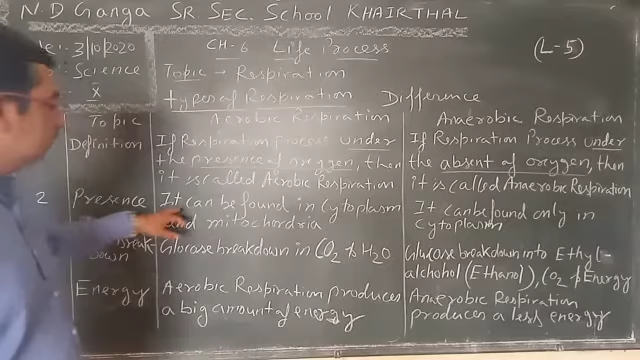 N.D Ganga SR SEC. School KHAIRTHAL
te:- 3/10/2020
CH-6 Life Process
(L-5)
Science
Topic → Respiration
X
types of Respiration Difference
Topic Aerobic Respiration Anaerobic Respiration
Definition If Respiration Process under If Respiration Process under
the presence of oxygen, then the absent of oxygen, then
it is called Aerobic Respiration it is called Anaerobic Respiration
2 Presence It can be found in Cytoplasm It can be found only in
and mitochordria Cytoplasm
break Glucose breakdown in CO2 & H2O Glucose breakdown into Ethyl-
down alchohol (Ethanol), CO2 & Energy
Energy Aerobic Respiration produces Anaerobic Respiration
a big amount of energy produces a less energy